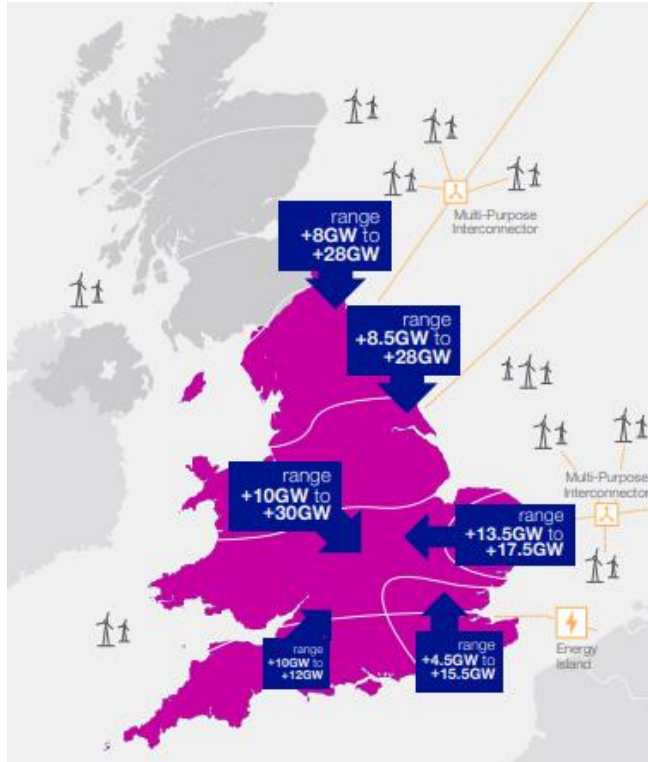 range
+8GW to
+28GW
Multi-Purpose
Interconnector
range
+8.5GW to
+28GW
range
+10GW to
+30GW
Multi-Purpose
Interconnector
range
+13.5GW to
+17.5GW
range
+10GW to
+12GW
range
+4.5GW to
+15.5GW
Energy
Island